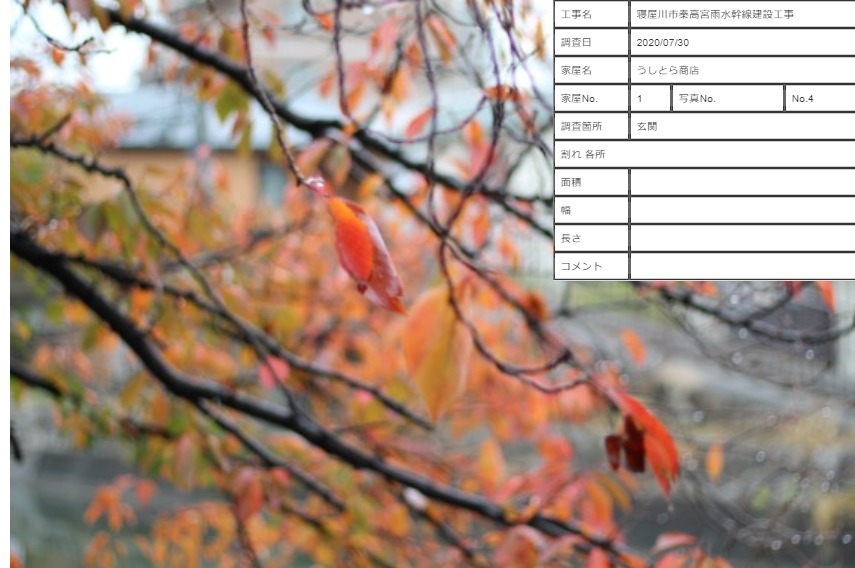 工事名 寝屋川市秦高宮雨水幹線建設工事
調査日 2020/07/30
家屋名 うしとら商店
家屋No. 1 写真No. No.4
調査箇所 玄関
割れ 各所
面積
幅
長さ
コメント